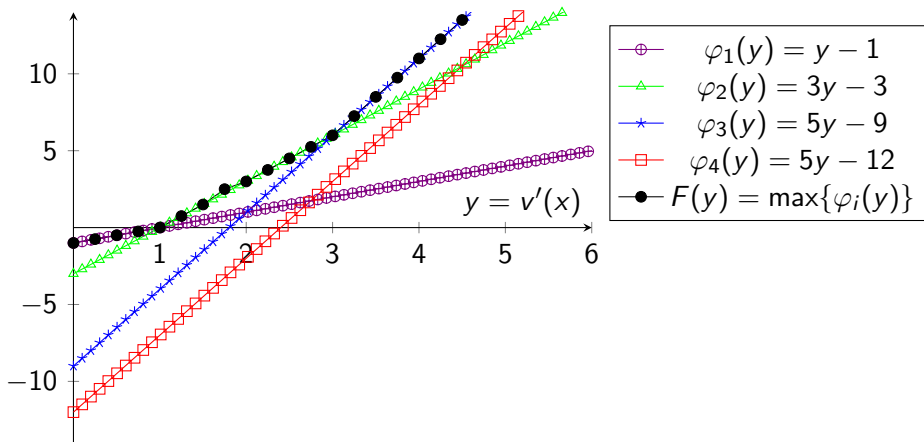 10
5
−5
−10
1
2
3
4
5
6
y = v′(x)
φ₁(y) = y − 1
φ₂(y) = 3y − 3
φ₃(y) = 5y − 9
φ₄(y) = 5y − 12
F(y) = max{φᵢ(y)}